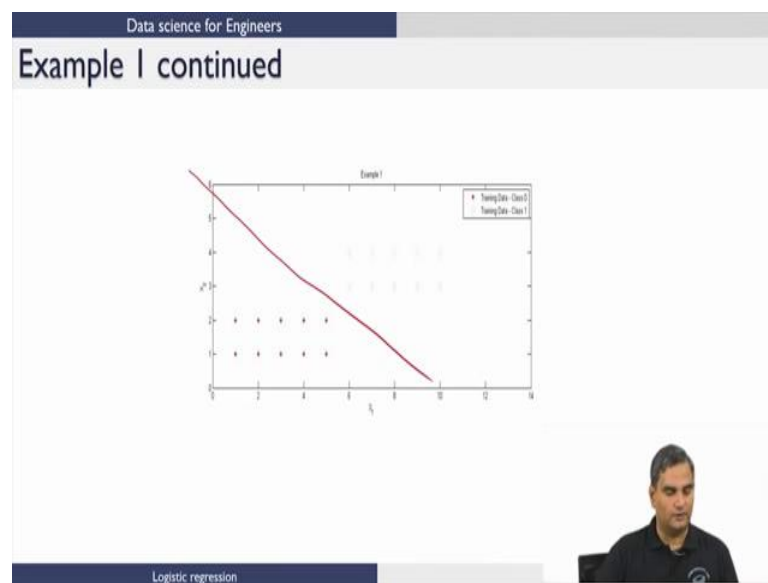 Data science for Engineers
Example 1 continued
Example 1
Training Data - Class 0
Training Data - Class 1
6
5
4
3
2
1
0
0 2 4 6 8 10 12 14
Logistic regression